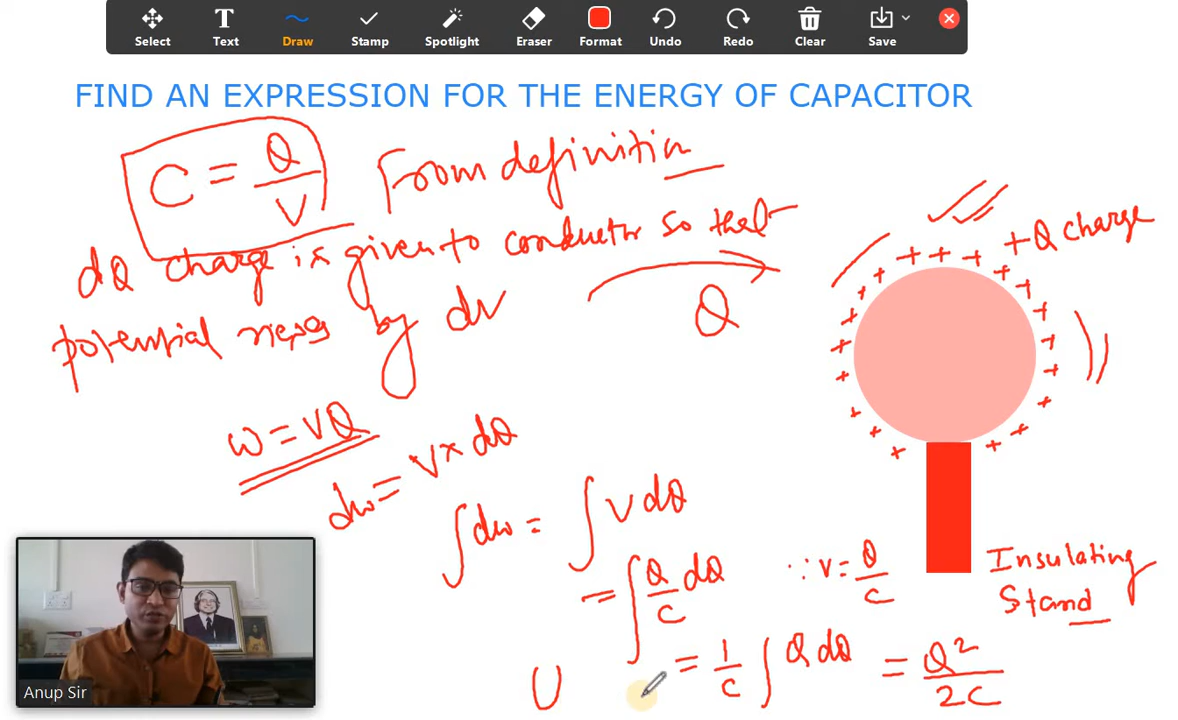 Select Text Draw Stamp Spotlight Eraser Format Undo Redo Clear Save
FIND AN EXPRESSION FOR THE ENERGY OF CAPACITOR
C = Q/V From definition
dQ charge is given to conductor so that
potential rises by dV
Q
+Q charge
W = VQ
dw = V × dQ
∫dw = ∫V dQ
= ∫Q/C dQ ∵ V = Q/C
= 1/C ∫Q dQ = Q²/2C
U
Insulating
Stand
Anup Sir